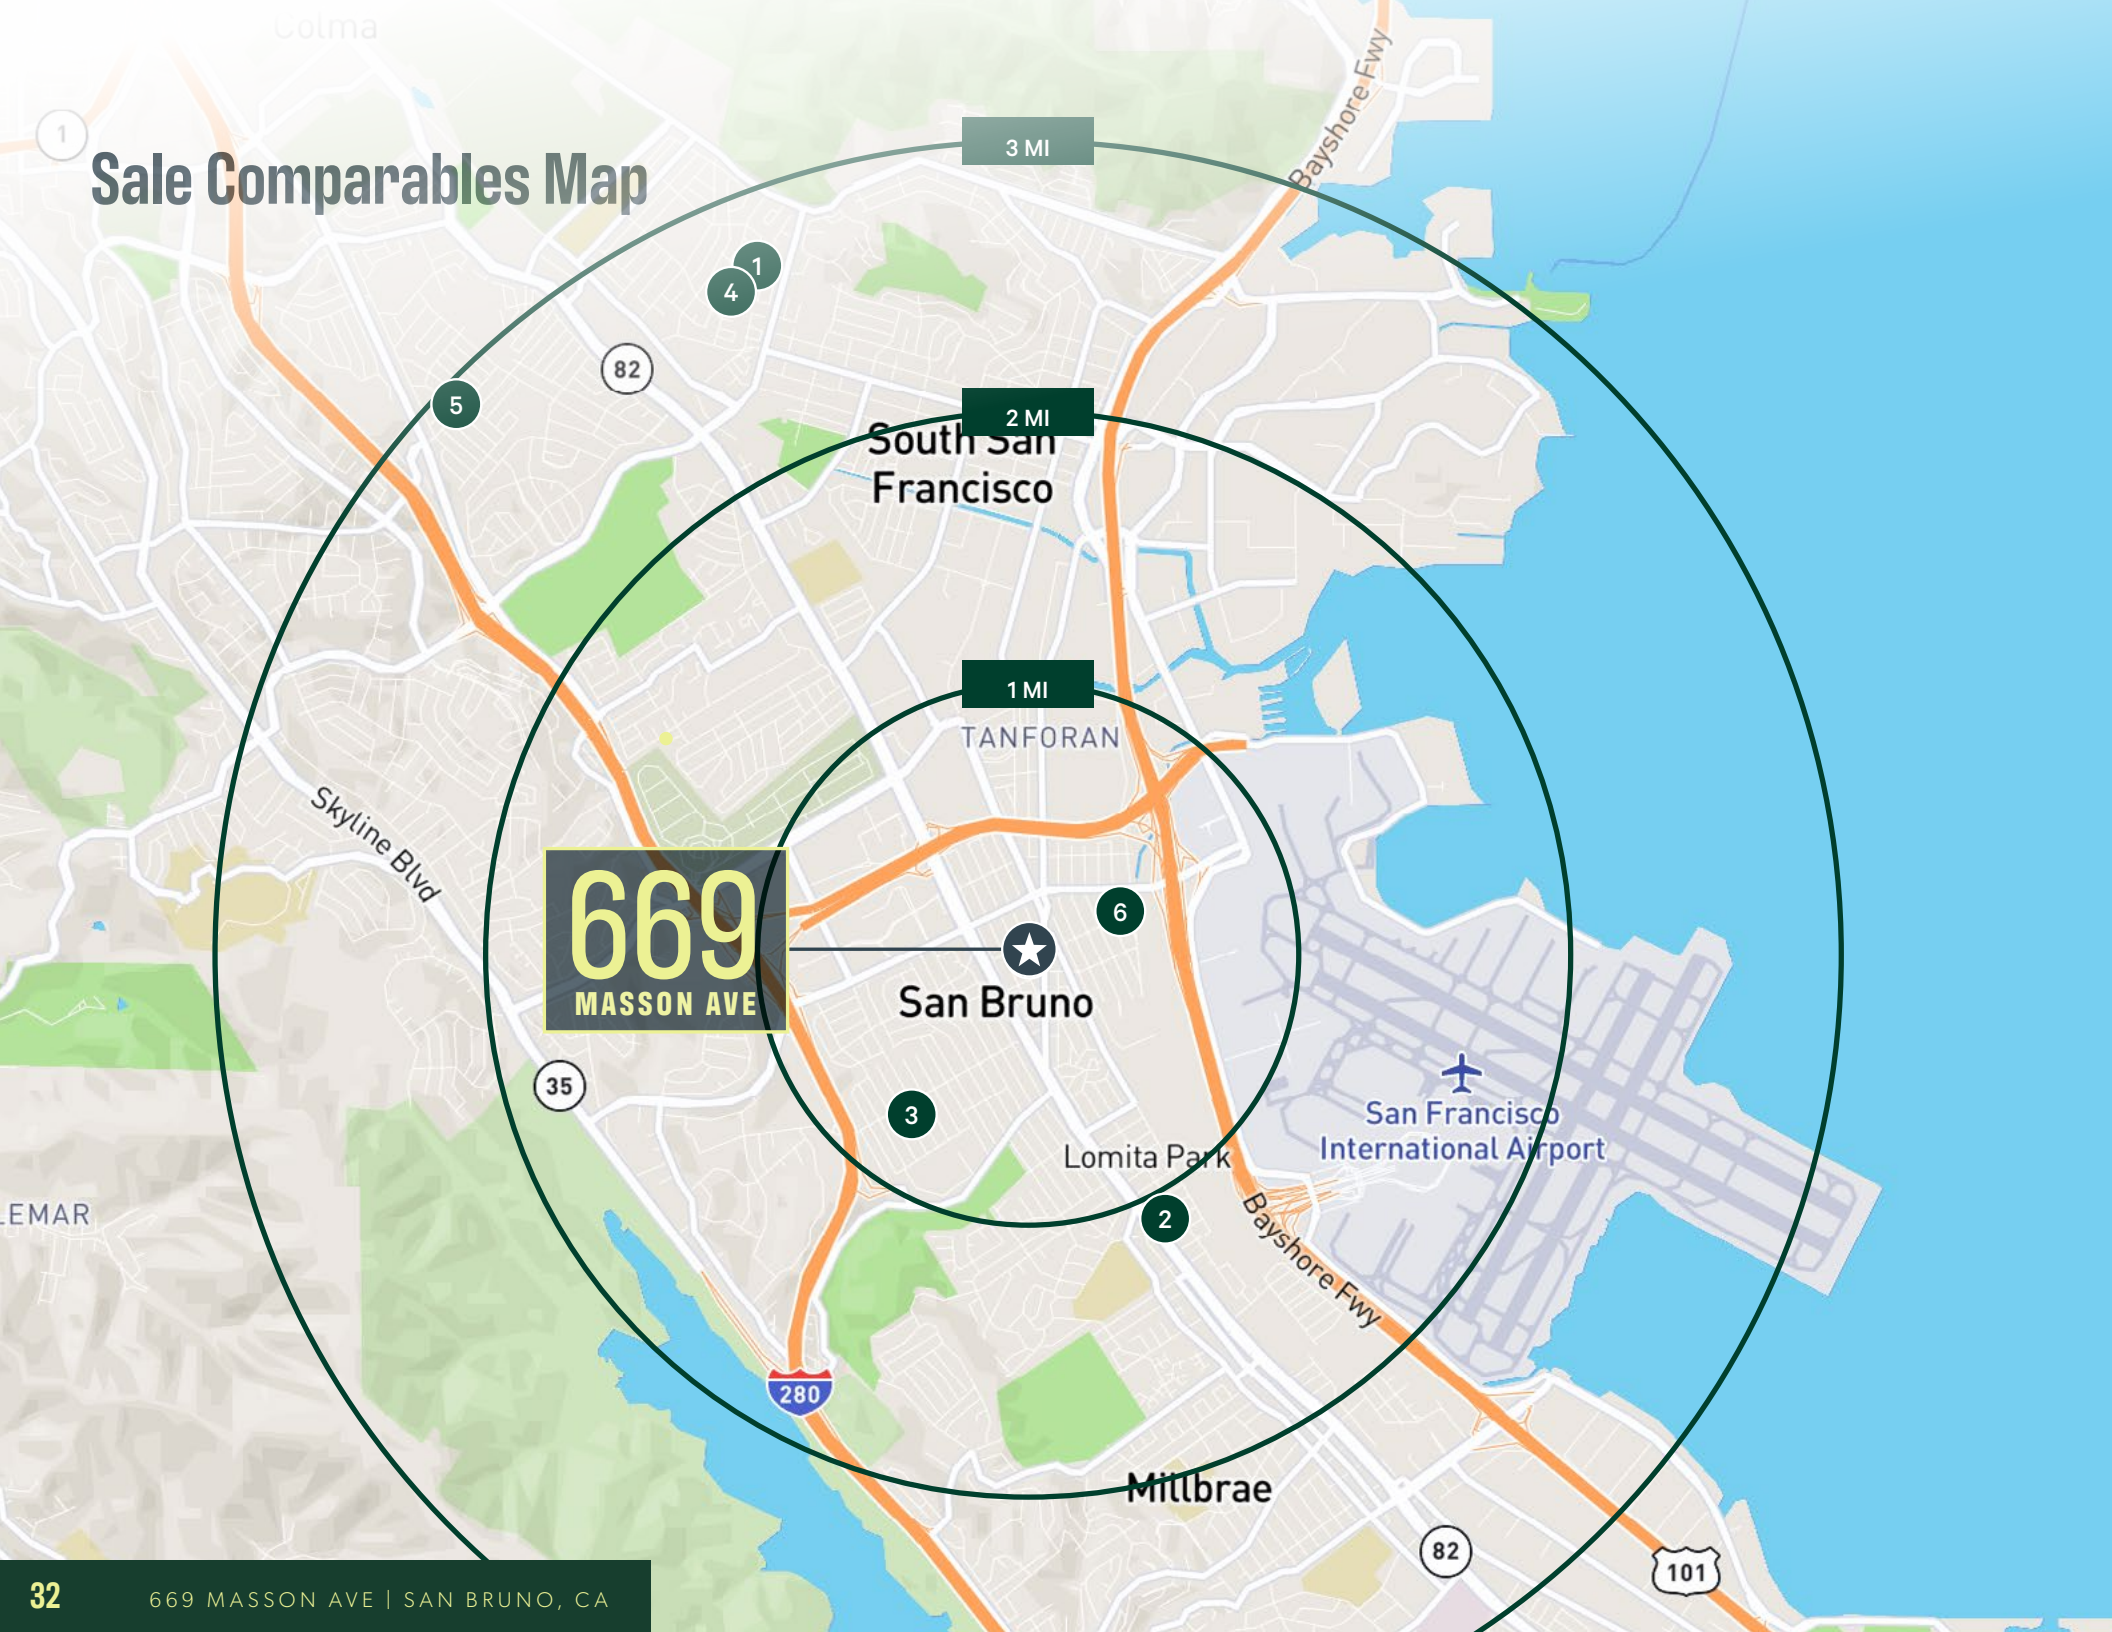 Colma
1
Bayshore Fwy
3 MI
Sale Comparables Map
1
4
82
5
2 MI
South San
Francisco
1 MI
TANFORAN
Skyline Blvd
669
MASSON AVE
6
San Bruno
35
3
San Francisco
International Airport
Lomita Park
2
Bayshore Fwy
LEMAR
280
Millbrae
82
101
32
669 MASSON AVE | SAN BRUNO, CA